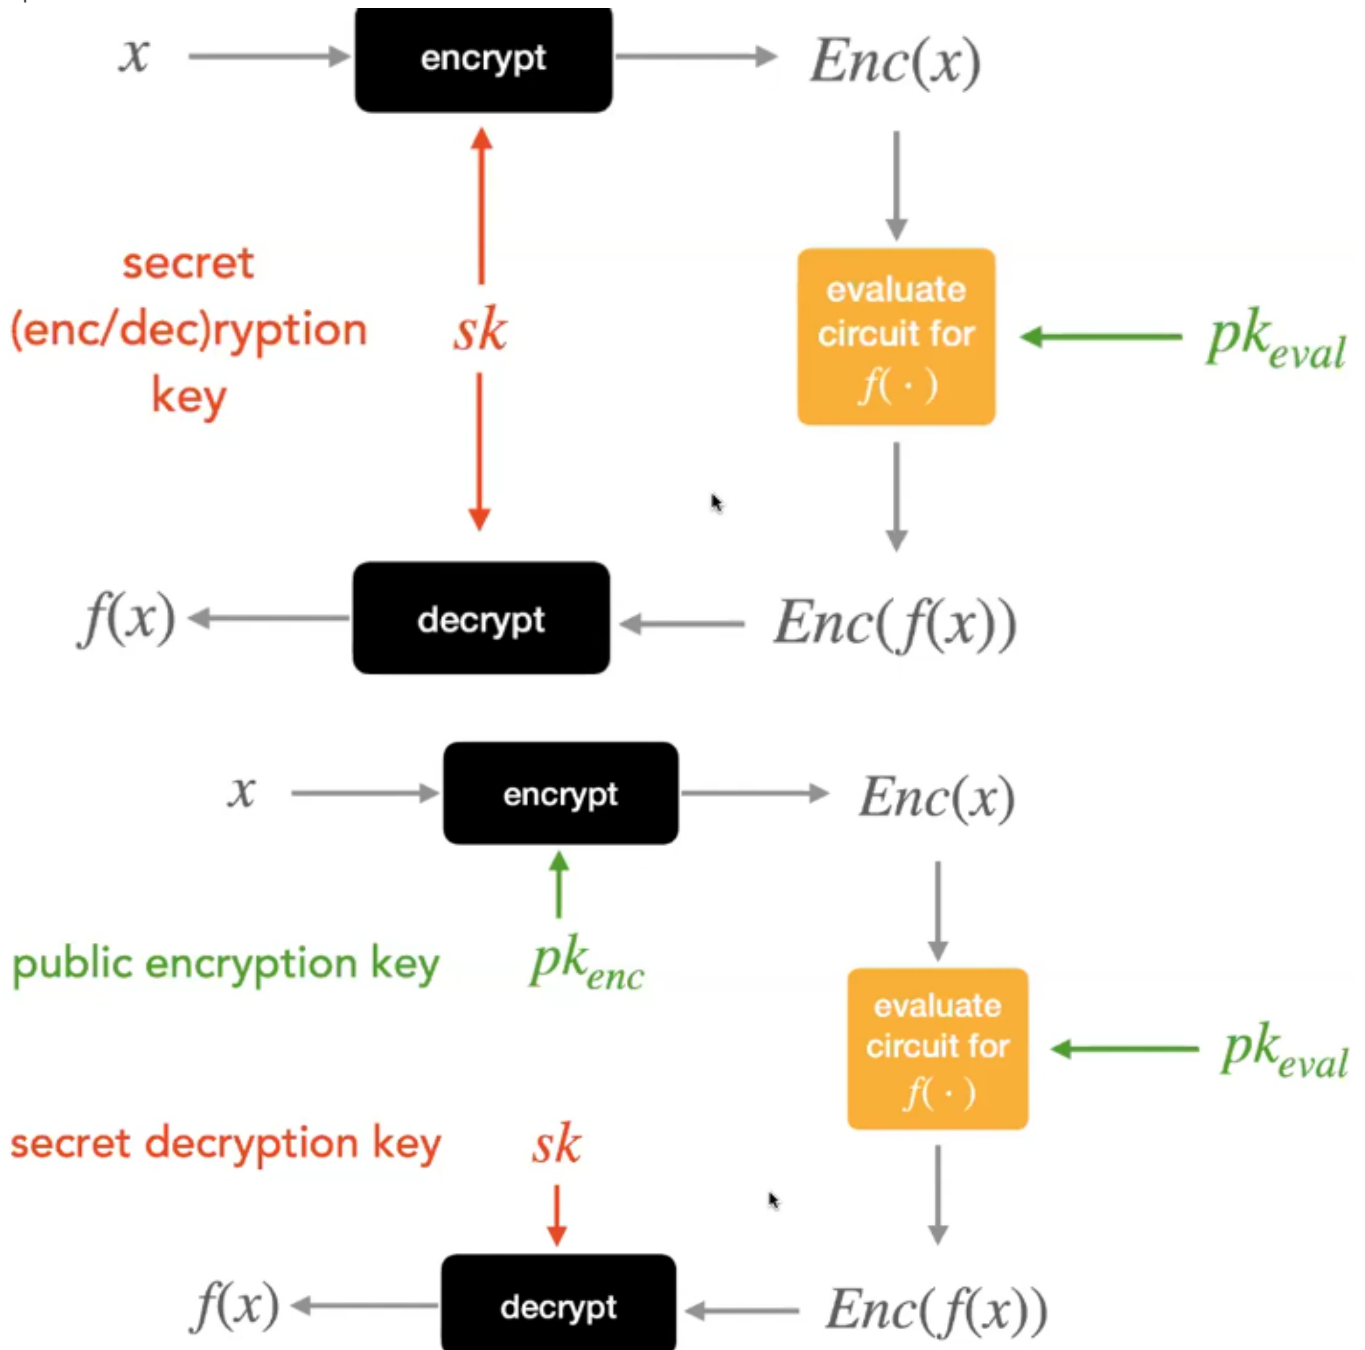 x
encrypt
Enc(x)
secret
(enc/dec)ryption
key
sk
evaluate
circuit for
f( · )
pk_eval
f(x)
decrypt
Enc(f(x))
x
encrypt
Enc(x)
public encryption key
pk_enc
evaluate
circuit for
f( · )
pk_eval
secret decryption key
sk
f(x)
decrypt
Enc(f(x))